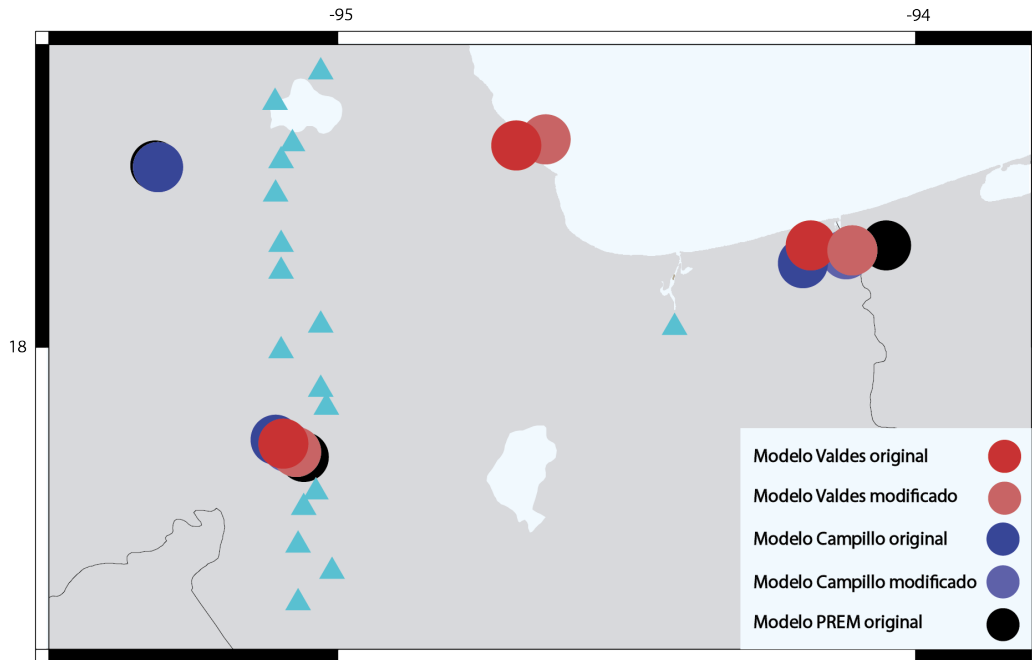 -95
-94
18
Modelo Valdes original
Modelo Valdes modificado
Modelo Campillo original
Modelo Campillo modificado
Modelo PREM original